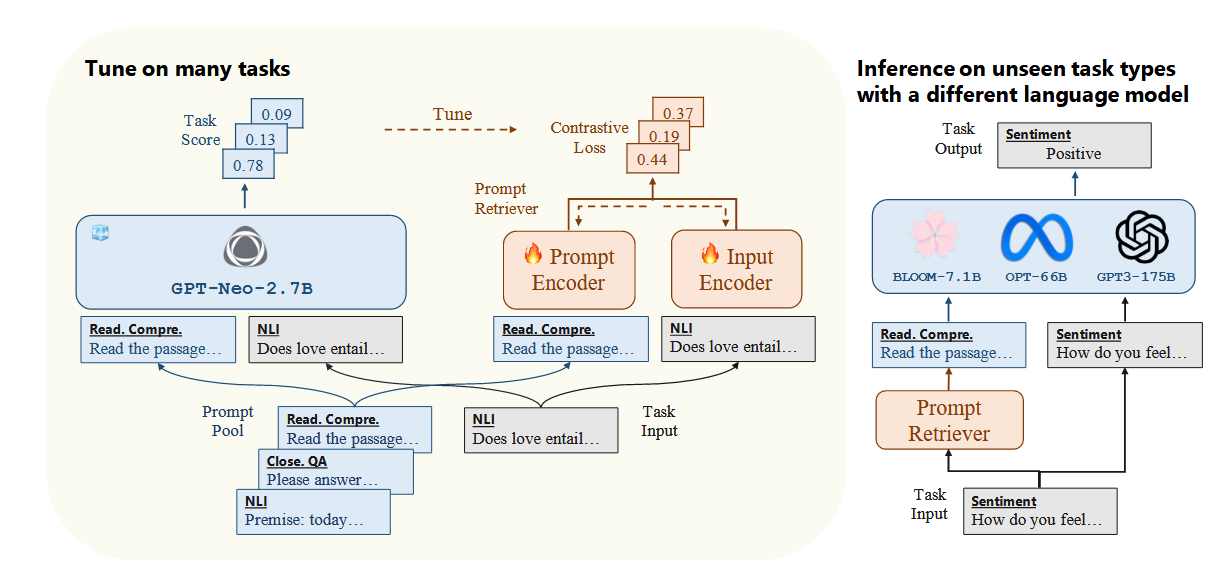 Tune on many tasks
Task
Score
0.09
0.13
0.78
Tune
Contrastive
Loss
0.37
0.19
0.44
Prompt
Retriever
GPT-Neo-2.7B
Prompt
Encoder
Input
Encoder
Read. Compre.
Read the passage…
NLI
Does love entail…
Read. Compre.
Read the passage…
NLI
Does love entail…
Prompt
Pool
Read. Compre.
Read the passage…
Close. QA
Please answer…
NLI
Premise: today…
NLI
Does love entail…
Task
Input
Inference on unseen task types
with a different language model
Task
Output
Sentiment
Positive
BLOOM-7.1B
OPT-66B
GPT3-175B
Read. Compre.
Read the passage…
Sentiment
How do you feel…
Prompt
Retriever
Task
Input
Sentiment
How do you feel…